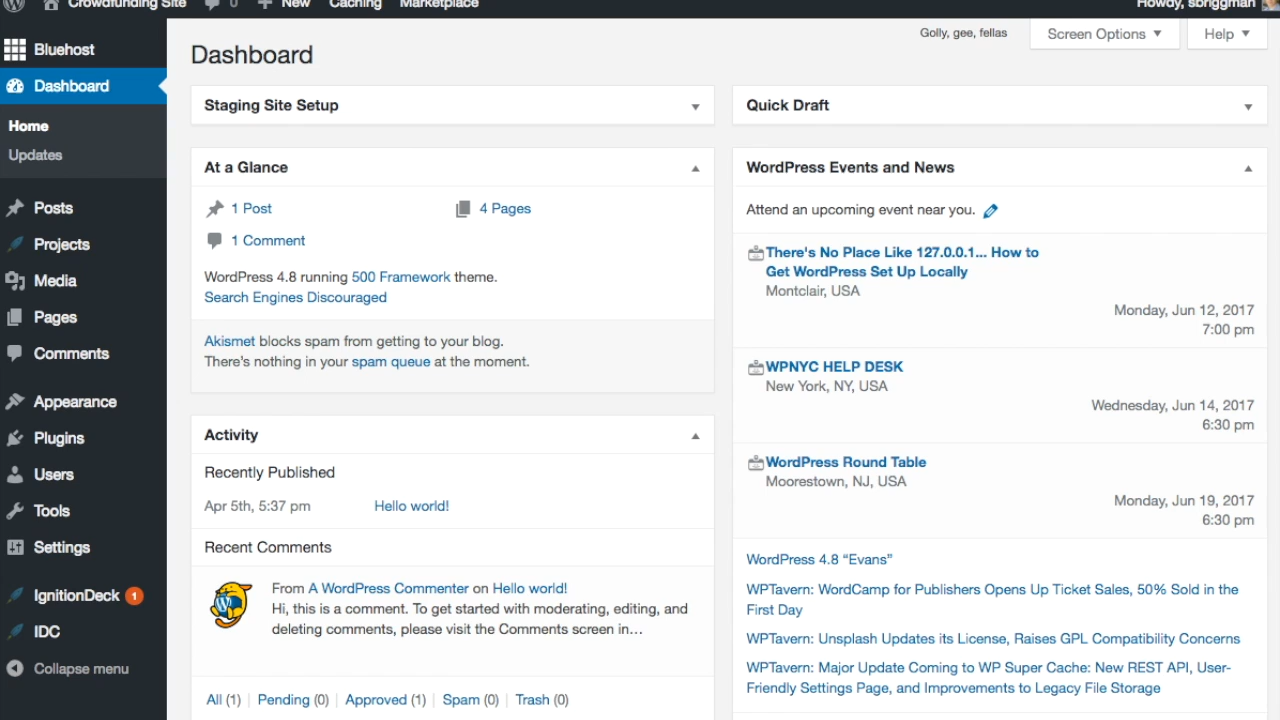 Crowdfunding Site 0 New Caching Marketplace Howdy, sbriggman
Bluehost
Dashboard
Home
Updates
Posts
Projects
Media
Pages
Comments
Appearance
Plugins
Users
Tools
Settings
IgnitionDeck 1
IDC
Collapse menu
Golly, gee, fellas
Screen Options
Help
Dashboard
Staging Site Setup
At a Glance
1 Post
4 Pages
1 Comment
WordPress 4.8 running 500 Framework theme.
Search Engines Discouraged
Akismet blocks spam from getting to your blog.
There's nothing in your spam queue at the moment.
Activity
Recently Published
Apr 5th, 5:37 pm Hello world!
Recent Comments
From A WordPress Commenter on Hello world!
Hi, this is a comment. To get started with moderating, editing, and
deleting comments, please visit the Comments screen in…
All (1) | Pending (0) | Approved (1) | Spam (0) | Trash (0)
Quick Draft
WordPress Events and News
Attend an upcoming event near you.
There's No Place Like 127.0.0.1... How to
Get WordPress Set Up Locally
Montclair, USA
Monday, Jun 12, 2017
7:00 pm
WPNYC HELP DESK
New York, NY, USA
Wednesday, Jun 14, 2017
6:30 pm
WordPress Round Table
Moorestown, NJ, USA
Monday, Jun 19, 2017
6:30 pm
WordPress 4.8 “Evans”
WPTavern: WordCamp for Publishers Opens Up Ticket Sales, 50% Sold in the
First Day
WPTavern: Unsplash Updates its License, Raises GPL Compatibility Concerns
WPTavern: Major Update Coming to WP Super Cache: New REST API, User-
Friendly Settings Page, and Improvements to Legacy File Storage